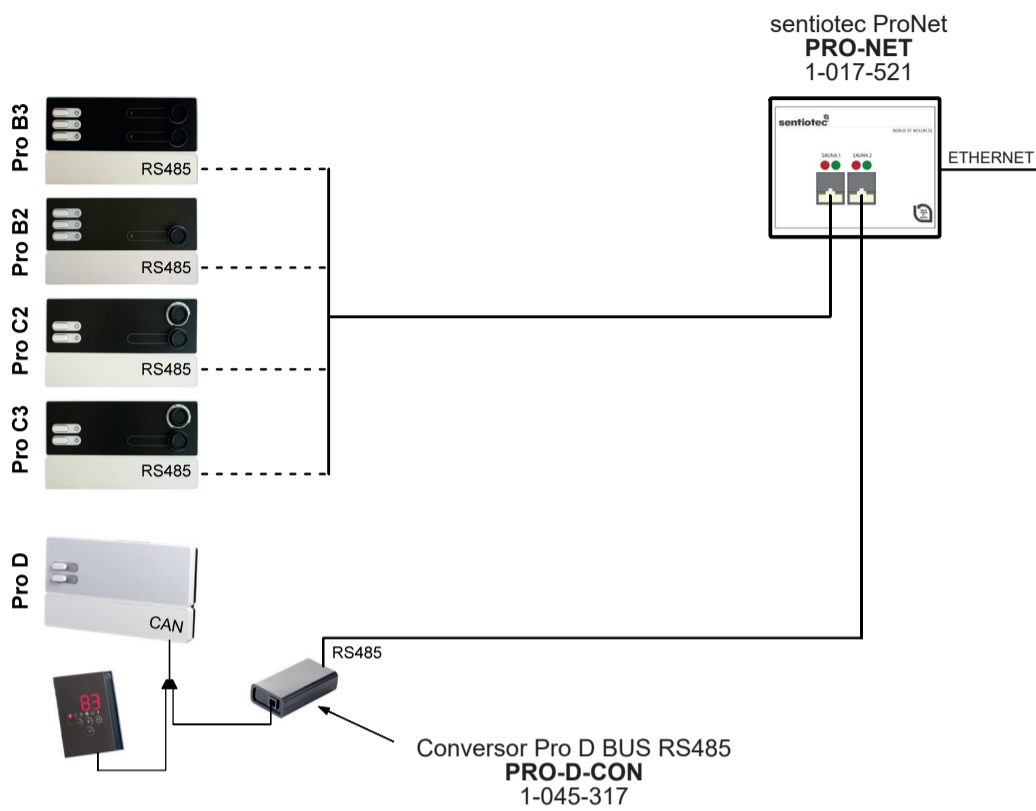 sentiotec ProNet
PRO-NET
1-017-521
sentiotec
WORLD OF WELLNESS
SAUNA 1 SAUNA 2
ETHERNET
Pro B3
RS485
Pro B2
RS485
Pro C2
RS485
Pro C3
RS485
Pro D
CAN
83
RS485
Conversor Pro D BUS RS485
PRO-D-CON
1-045-317